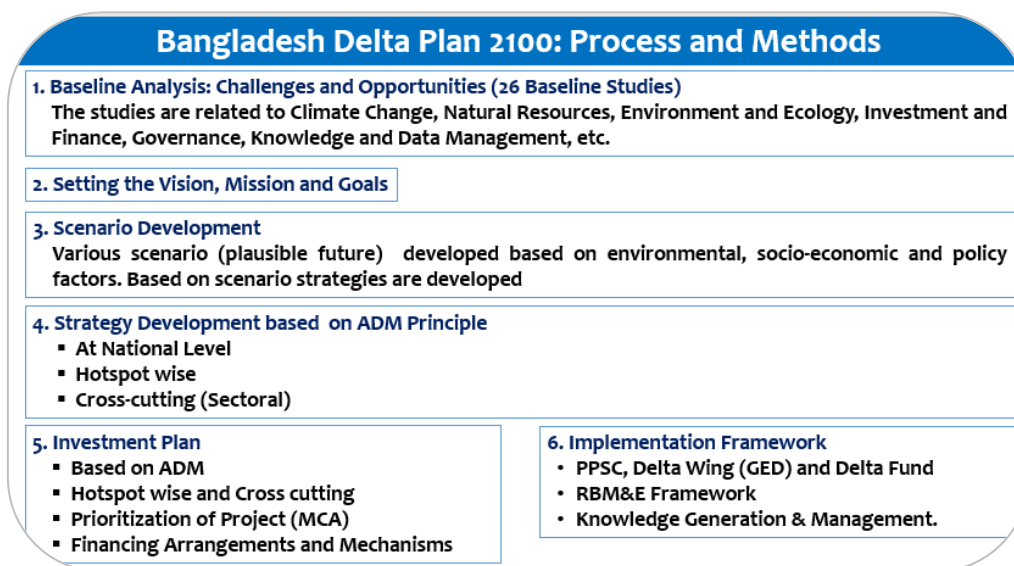 Bangladesh Delta Plan 2100: Process and Methods
1. Baseline Analysis: Challenges and Opportunities (26 Baseline Studies)
The studies are related to Climate Change, Natural Resources, Environment and Ecology, Investment and
Finance, Governance, Knowledge and Data Management, etc.
2. Setting the Vision, Mission and Goals
3. Scenario Development
Various scenario (plausible future) developed based on environmental, socio-economic and policy
factors. Based on scenario strategies are developed
4. Strategy Development based on ADM Principle
▪ At National Level
▪ Hotspot wise
▪ Cross-cutting (Sectoral)
5. Investment Plan
▪ Based on ADM
▪ Hotspot wise and Cross cutting
▪ Prioritization of Project (MCA)
▪ Financing Arrangements and Mechanisms
6. Implementation Framework
• PPSC, Delta Wing (GED) and Delta Fund
• RBM&E Framework
• Knowledge Generation & Management.